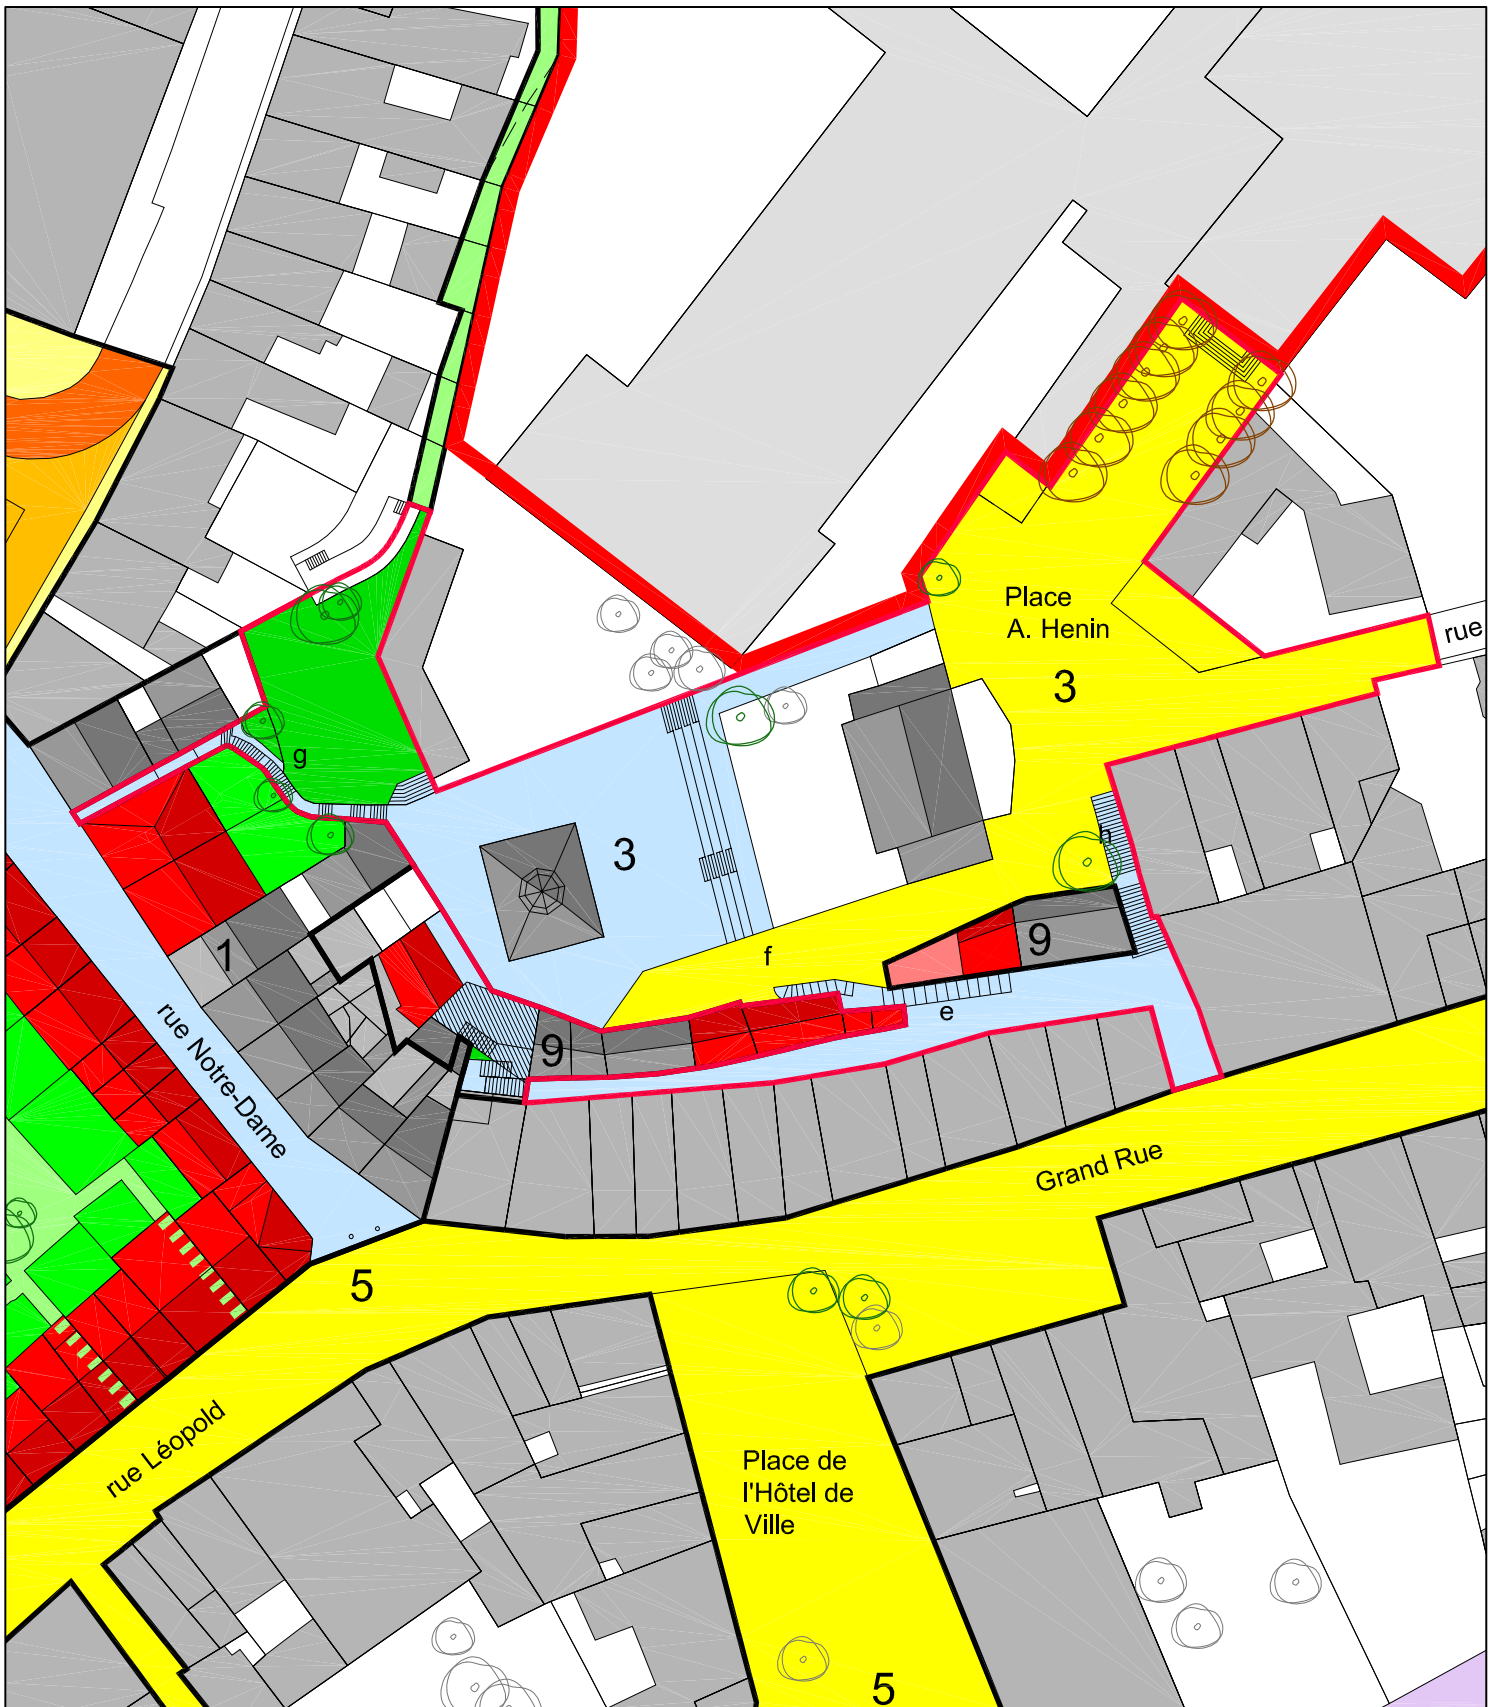 Place
A. Henin
rue
3
g
h
3
9
1
f
e
9
rue Notre-Dame
Grand Rue
5
rue Léopold
Place de
l'Hôtel de
Ville
5